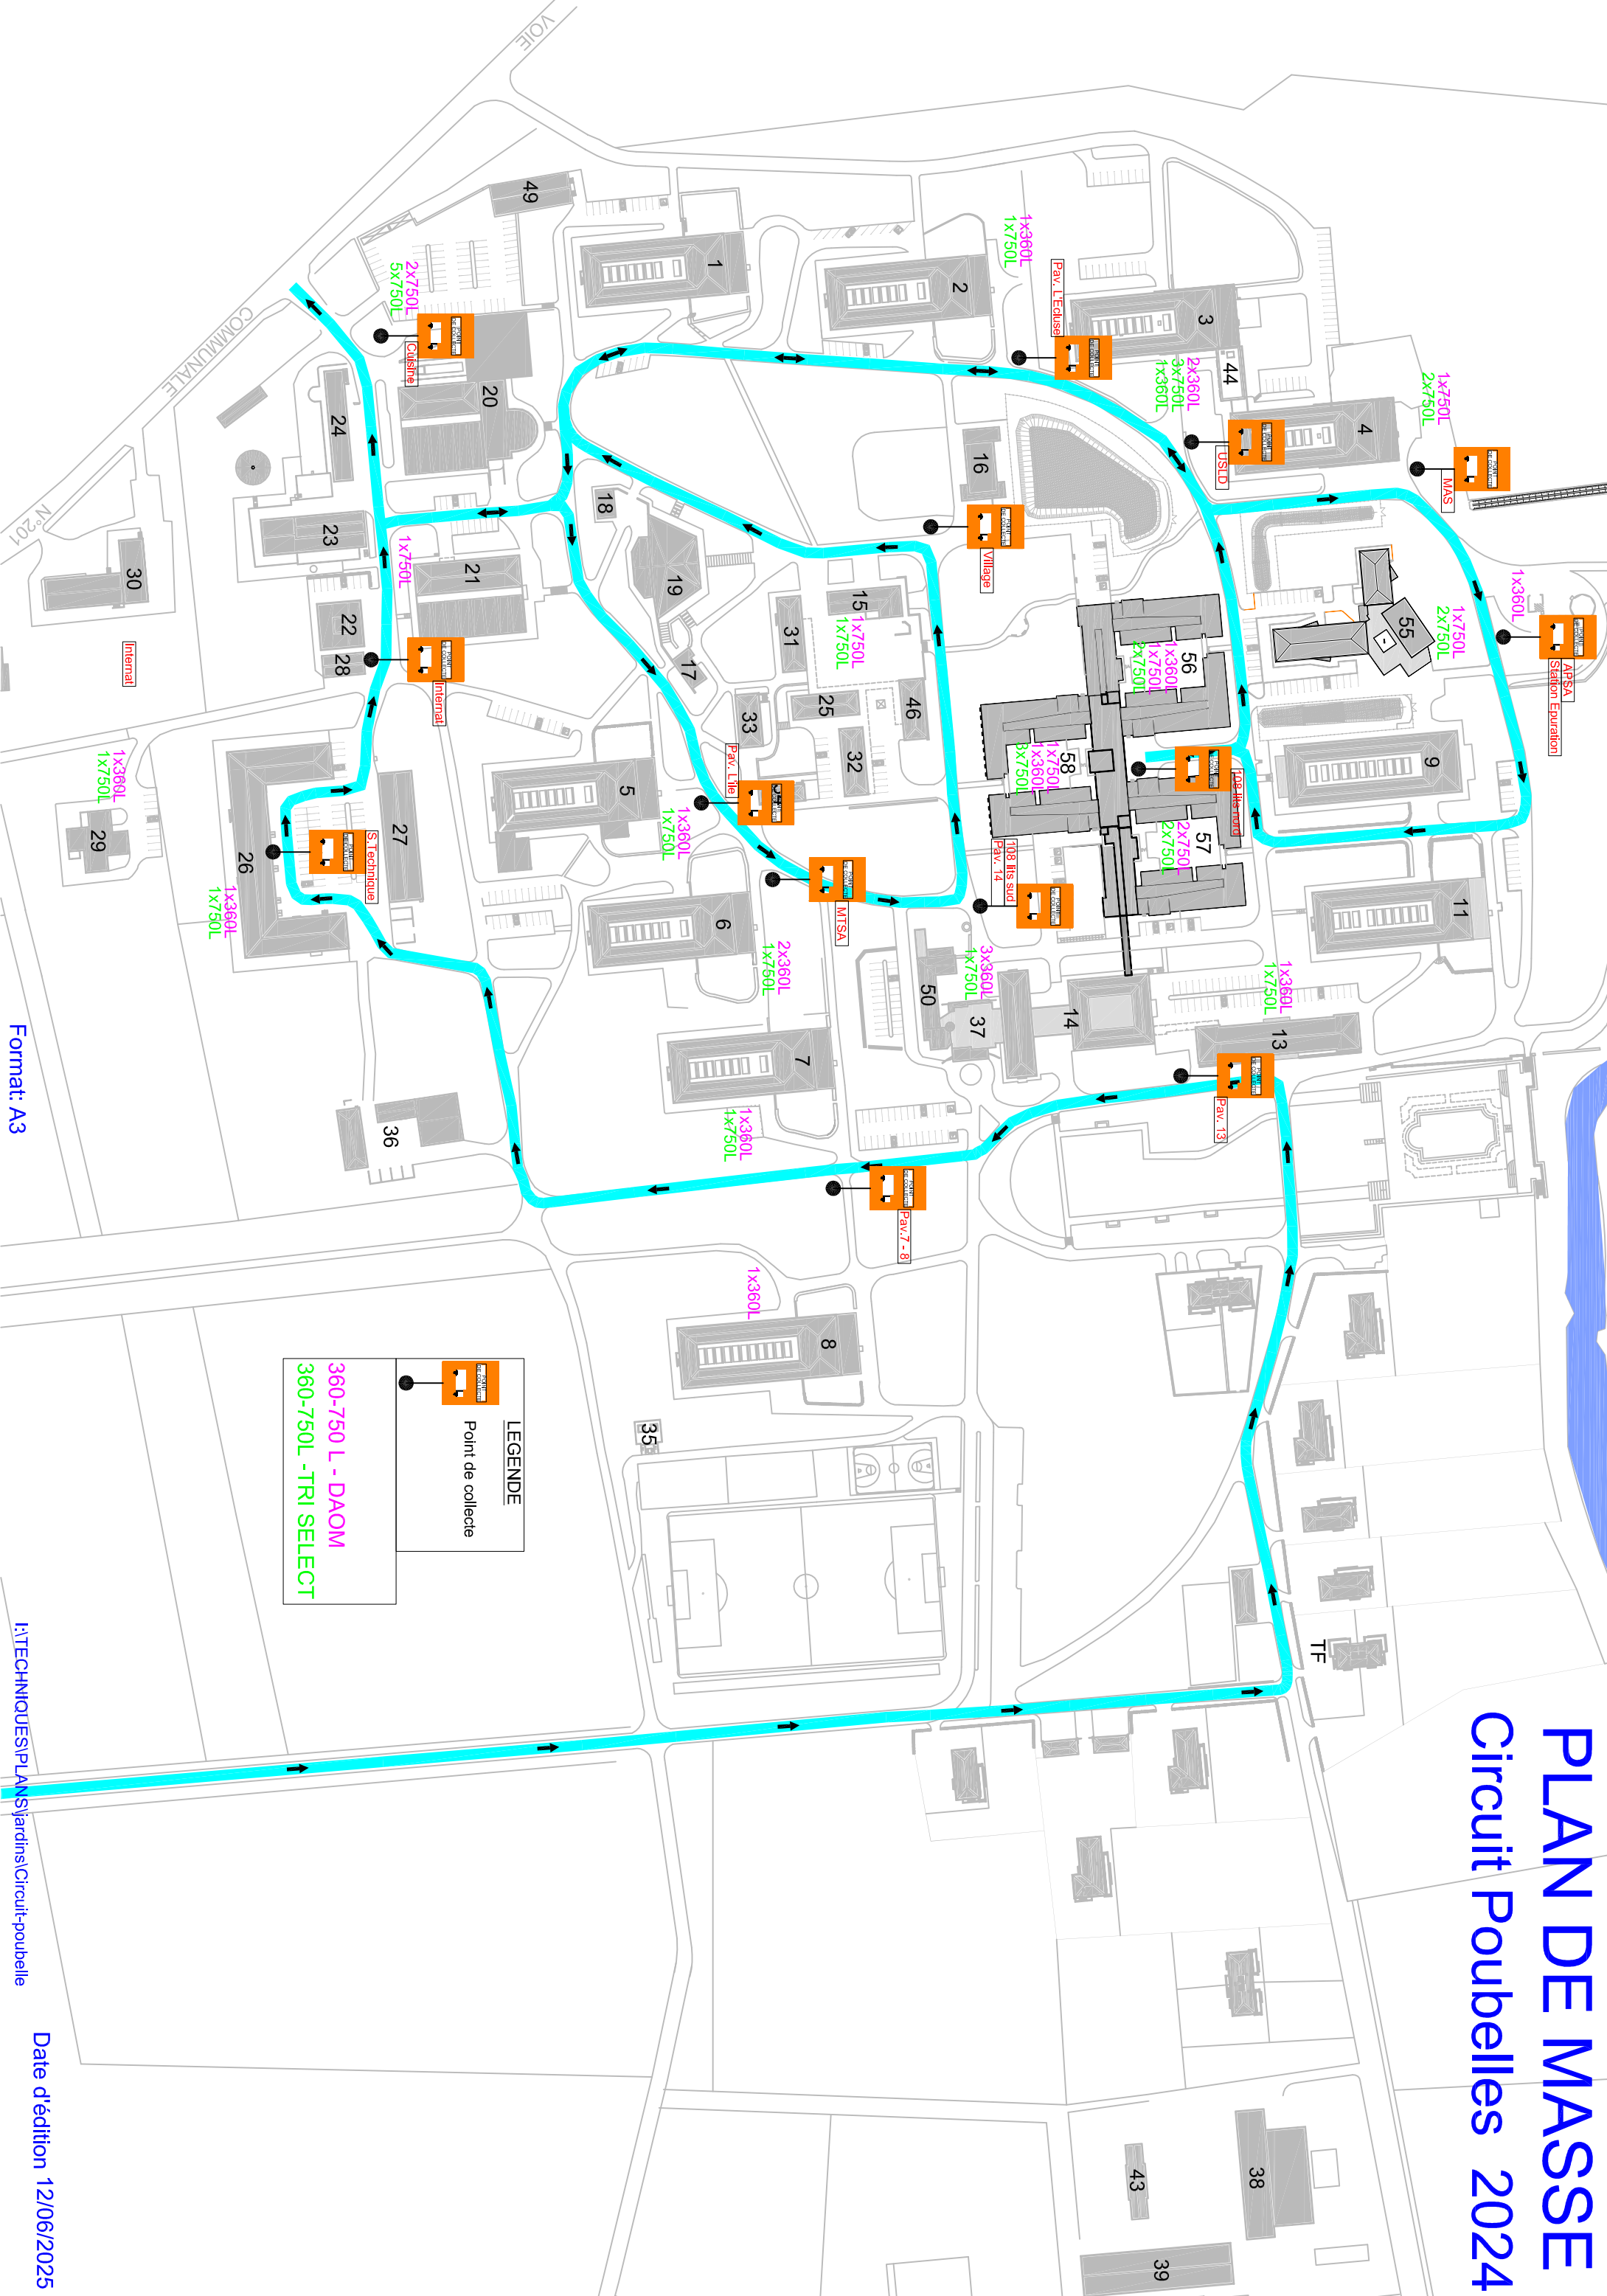 PLAN DE MASSE
Circuit Poubelles 2024
VOIE
COMMUNALE
N°201
49
1
2
1x360L
1x750L
Pav. L'Ecluse
3
44
2x360L
3x750L
1x360L
USLD
4
1x750L
2x750L
MAS
1x360L
APSA
Station Epuration
55
1x750L
2x750L
2x750L
5x750L
Cuisine
20
24
23
21
1x750L
22
28
30
Internat
Internat
18
19
17
16
Village
15
1x750L
1x750L
31
25
46
33
32
Pav. L'île
56
1x360L
1x750L
2x750L
58
1x750L
1x360L
3x750L
57
2x750L
2x750L
108 lits nord
108 lits sud
Pav. 14
9
11
5
1x360L
1x750L
MTSA
6
2x360L
1x750L
7
1x360L
1x750L
50
37
3x360L
1x750L
14
13
1x360L
1x750L
Pav. 13
Pav.7 - 8
8
1x360L
35
27
26
S.Technique
1x360L
1x750L
29
1x360L
1x750L
36
TF
38
43
39
LEGENDE
POINT
DE COLLECTE
Point de collecte
360-750 L - DAOM
360-750L -TRI SELECT
Format: A3
I:\TECHNIQUES\PLANS\jardins\Circuit-poubelle
Date d'édition 12/06/2025